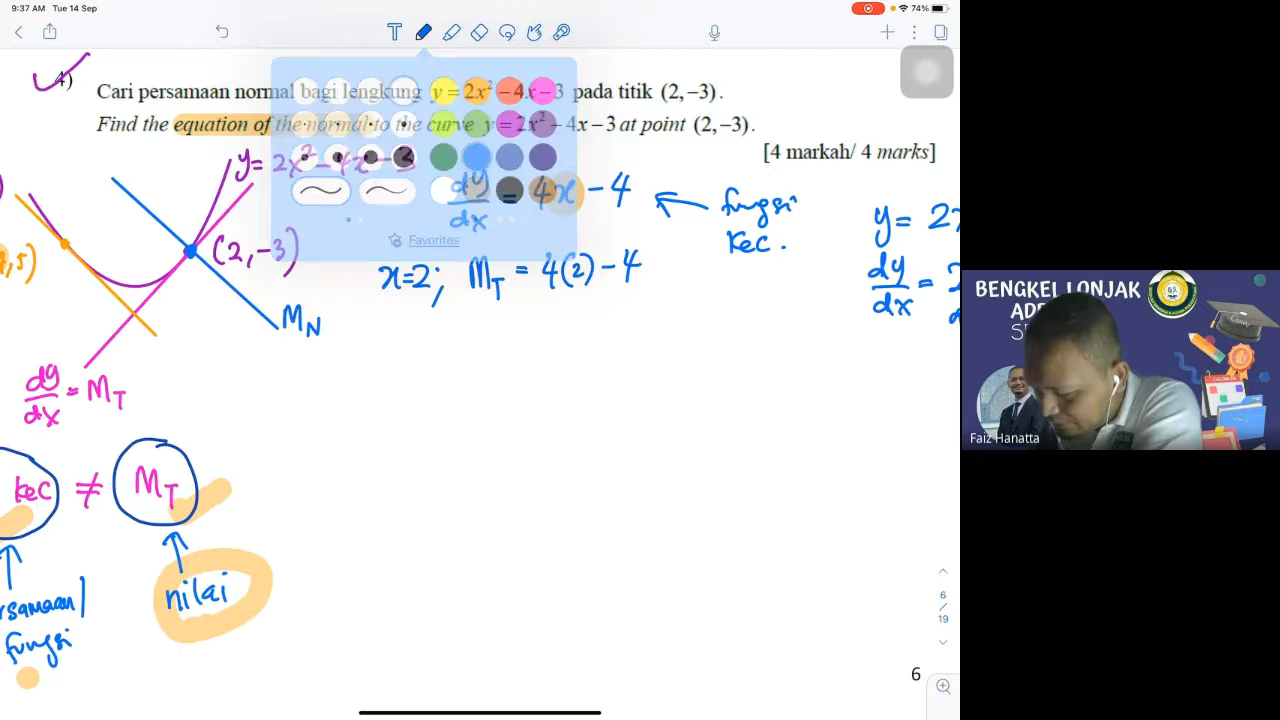 9:37 AM Tue 14 Sep
74%
4)
Cari persamaan normal bagi lengkung y = 2x² − 4x − 3 pada titik (2, −3).
Find the equation of the normal to the curve y = 2x² − 4x − 3 at point (2, −3).
[4 markah/ 4 marks]
y = 2x² − 4x − 3
dy/dx = 4x − 4
fungsi
kec.
y = 2
dy/dx =
(2, −3)
, 5)
x=2; M_T = 4(2) − 4
Favorites
M_N
dy/dx = M_T
kec ≠ M_T
nilai
rsamaan/
fungsi
6
/
19
6
BENGKEL LONJAK
Faiz Hanatta